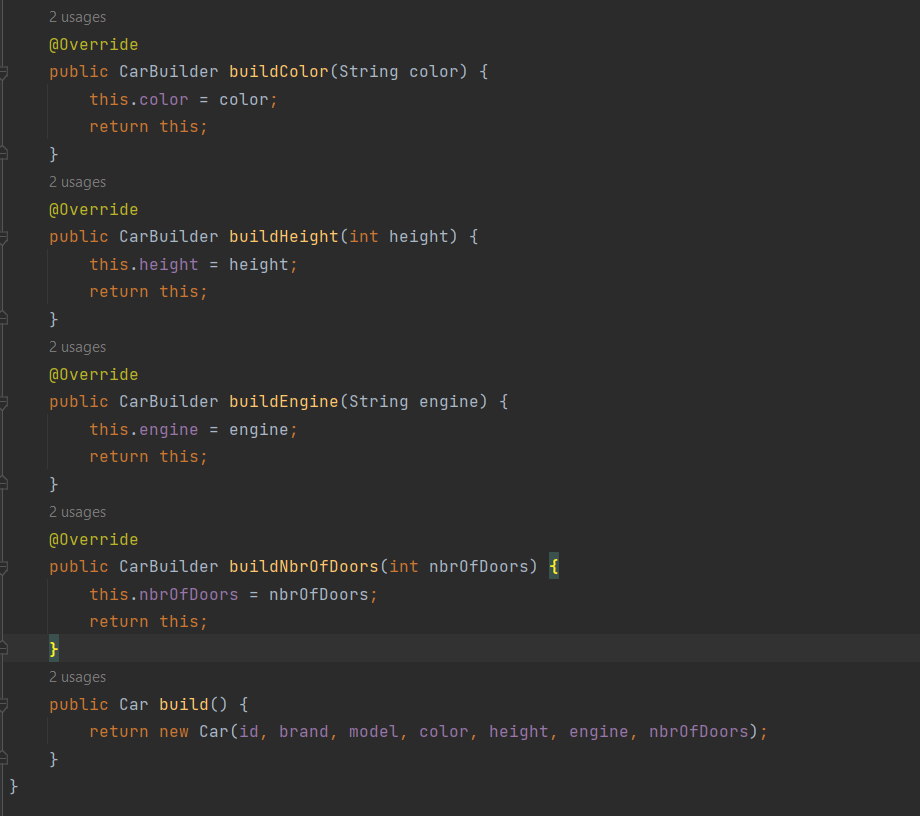 2 usages
@Override
public CarBuilder buildColor(String color) {
this.color = color;
return this;
}
2 usages
@Override
public CarBuilder buildHeight(int height) {
this.height = height;
return this;
}
2 usages
@Override
public CarBuilder buildEngine(String engine) {
this.engine = engine;
return this;
}
2 usages
@Override
public CarBuilder buildNbrOfDoors(int nbrOfDoors) {
this.nbrOfDoors = nbrOfDoors;
return this;
}
2 usages
public Car build() {
return new Car(id, brand, model, color, height, engine, nbrOfDoors);
}
}